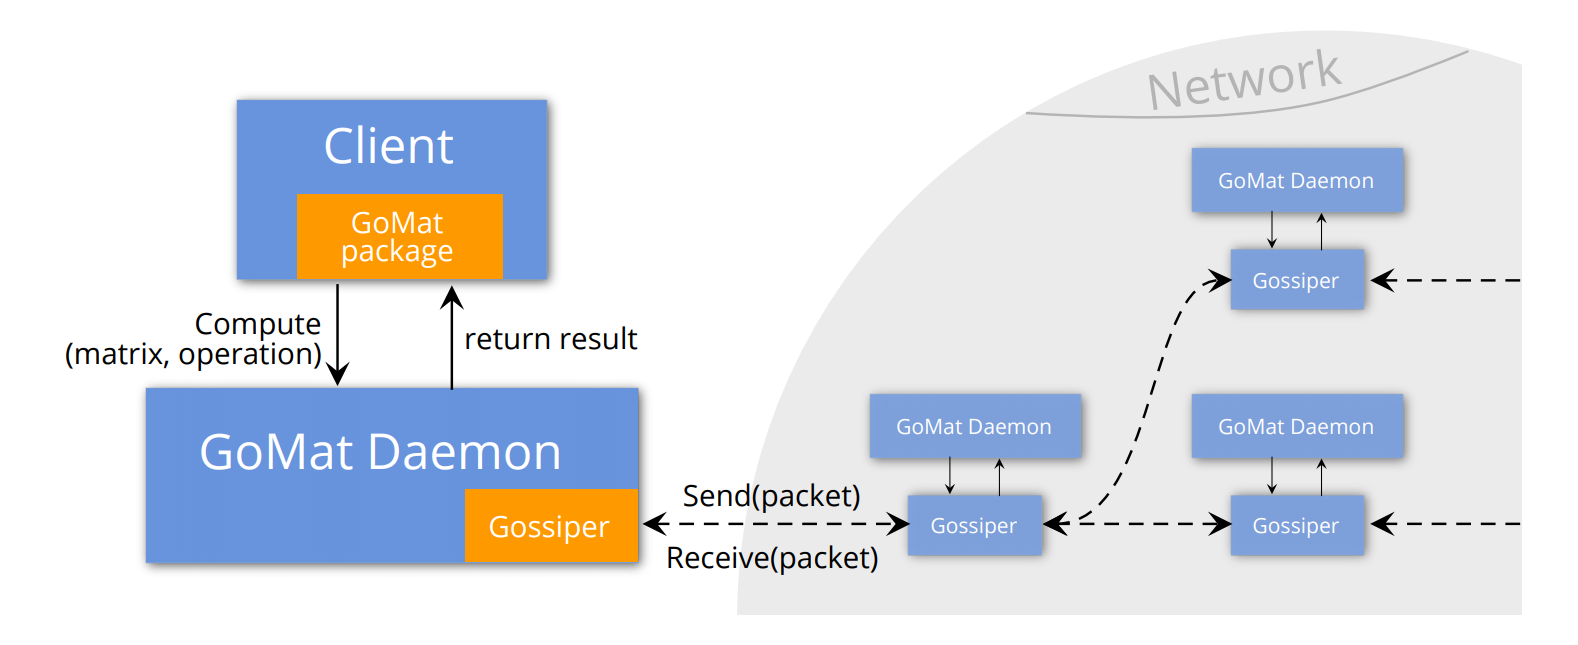 Network
Client
GoMat
package
Compute
(matrix, operation)
return result
GoMat Daemon
Gossiper
Send(packet)
Receive(packet)
GoMat Daemon
Gossiper
GoMat Daemon
Gossiper
GoMat Daemon
Gossiper